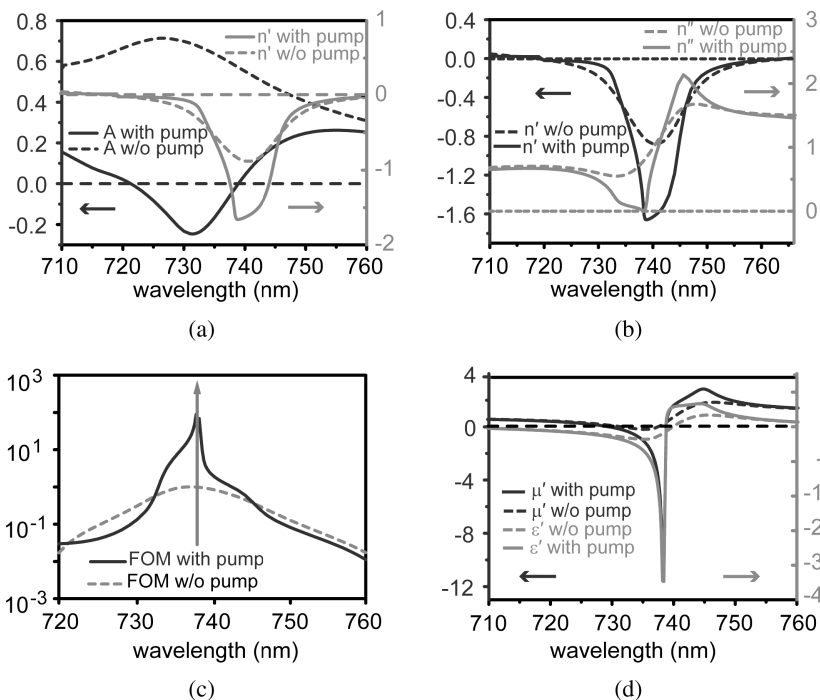 0.8
0.6
0.4
0.2
0.0
-0.2
1
0
-1
-2
n′ with pump
n′ w/o pump
A with pump
A w/o pump
710 720 730 740 750 760
wavelength (nm)
(a)
0.4
0.0
-0.4
-0.8
-1.2
-1.6
3
2
1
0
n″ w/o pump
n″ with pump
n′ w/o pump
n′ with pump
710 720 730 740 750 760
wavelength (nm)
(b)
10³
10¹
10⁻¹
10⁻³
FOM with pump
FOM w/o pump
720 730 740 750 760
wavelength (nm)
(c)
4
0
-4
-8
-12
-1
-2
-3
-4
μ′ with pump
μ′ w/o pump
ε′ w/o pump
ε′ with pump
710 720 730 740 750 760
wavelength (nm)
(d)